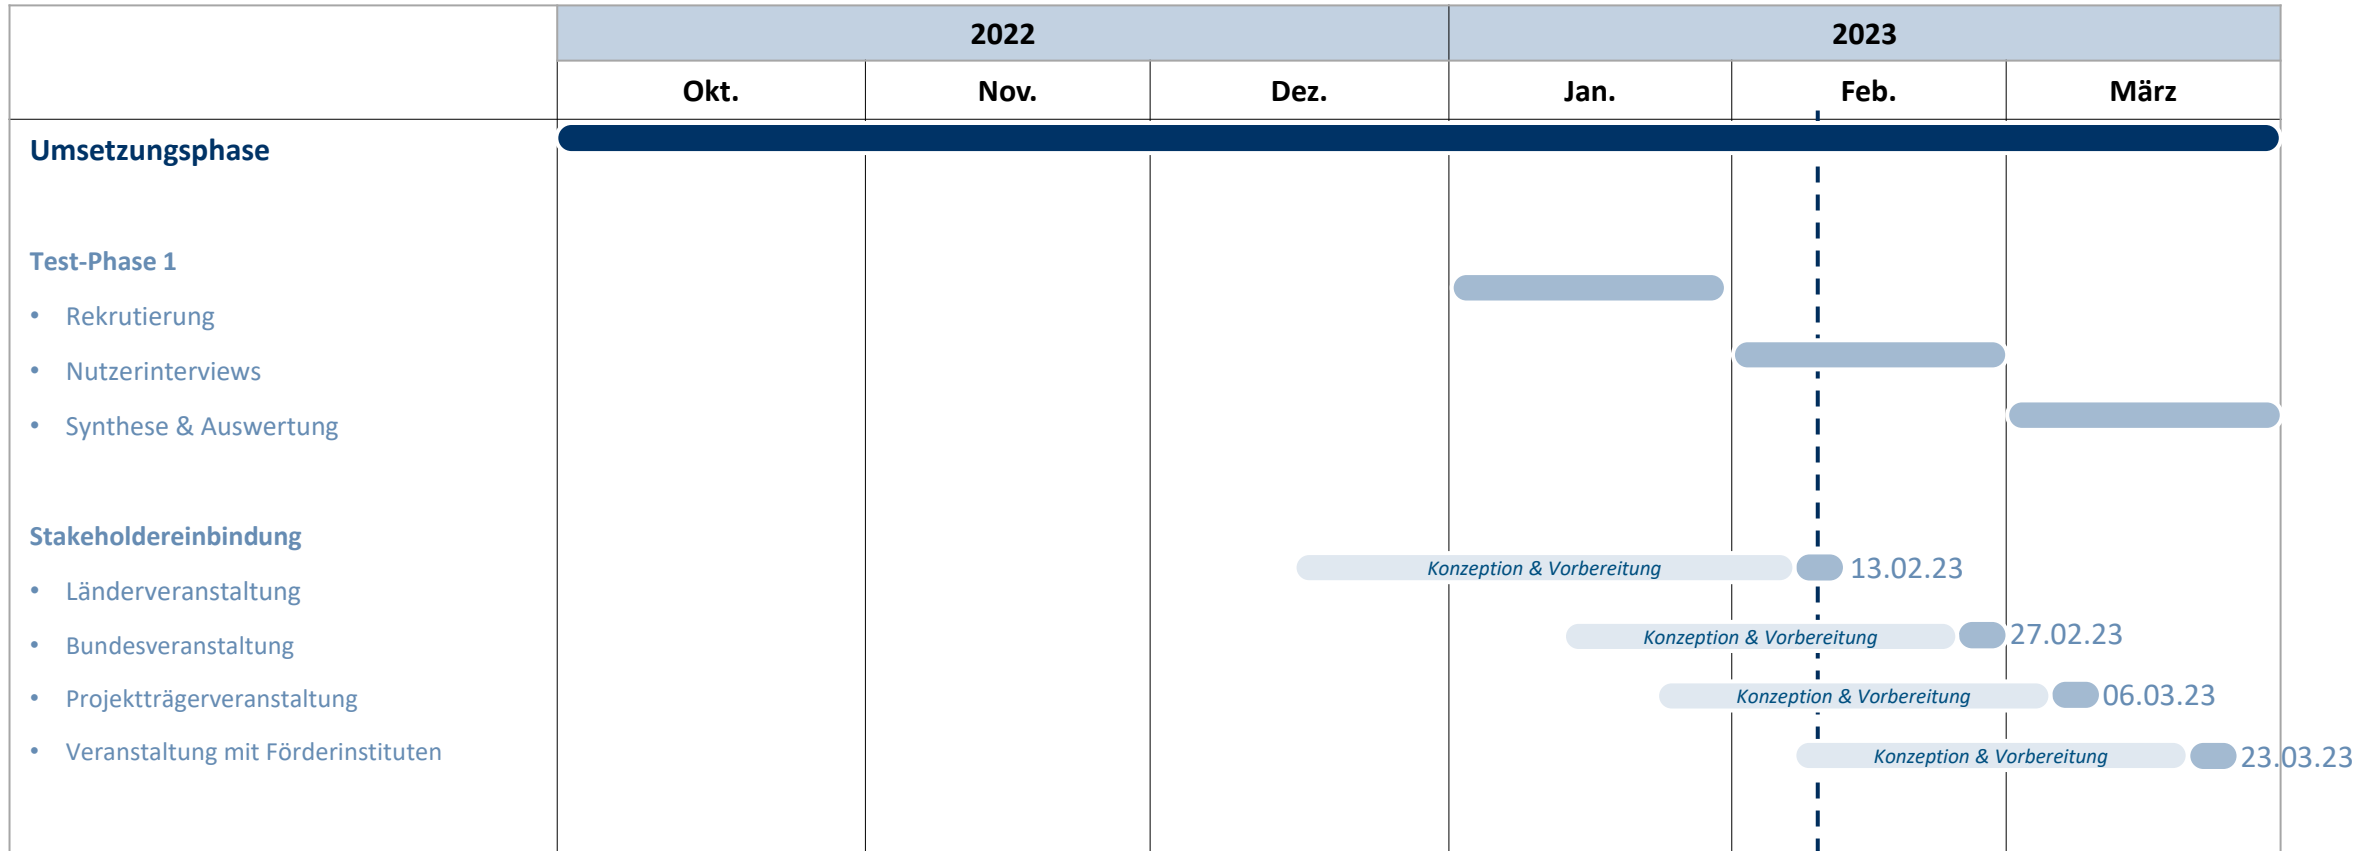 2022 2023
Okt. Nov. Dez. Jan. Feb. März
Umsetzungsphase
Test-Phase 1
• Rekrutierung
• Nutzerinterviews
• Synthese & Auswertung
Stakeholdereinbindung
• Länderveranstaltung
Konzeption & Vorbereitung 13.02.23
• Bundesveranstaltung
Konzeption & Vorbereitung 27.02.23
• Projektträgerveranstaltung
Konzeption & Vorbereitung 06.03.23
• Veranstaltung mit Förderinstituten
Konzeption & Vorbereitung 23.03.23